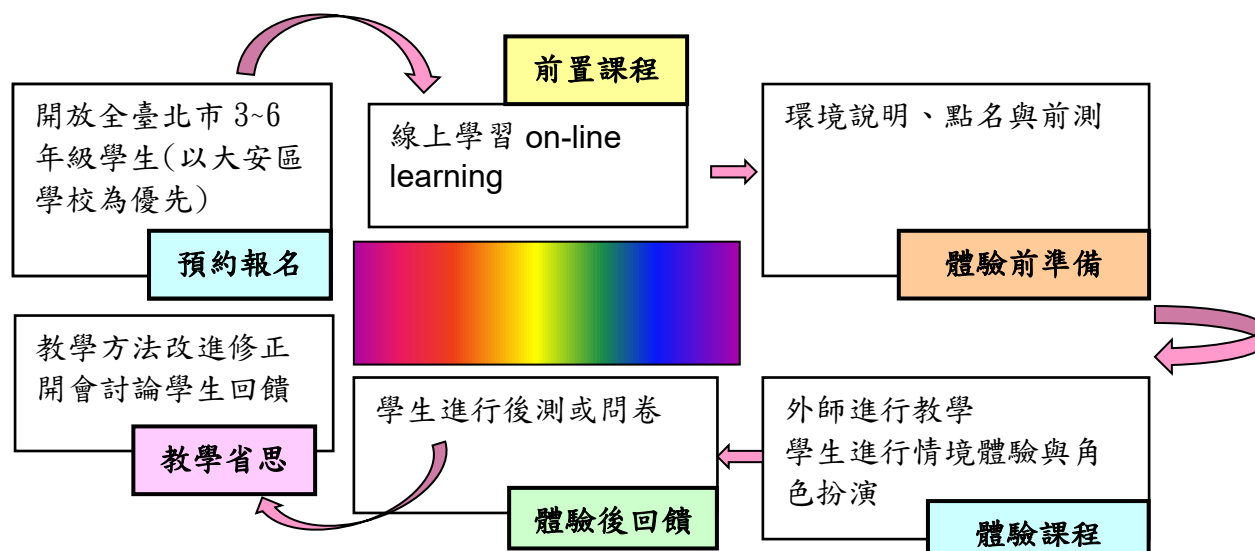 開放全臺北市 3~6
年級學生(以大安區
學校為優先)
預約報名
前置課程
線上學習 on-line
learning
環境說明、點名與前測
體驗前準備
外師進行教學
學生進行情境體驗與角
色扮演
體驗課程
學生進行後測或問卷
體驗後回饋
教學方法改進修正
開會討論學生回饋
教學省思